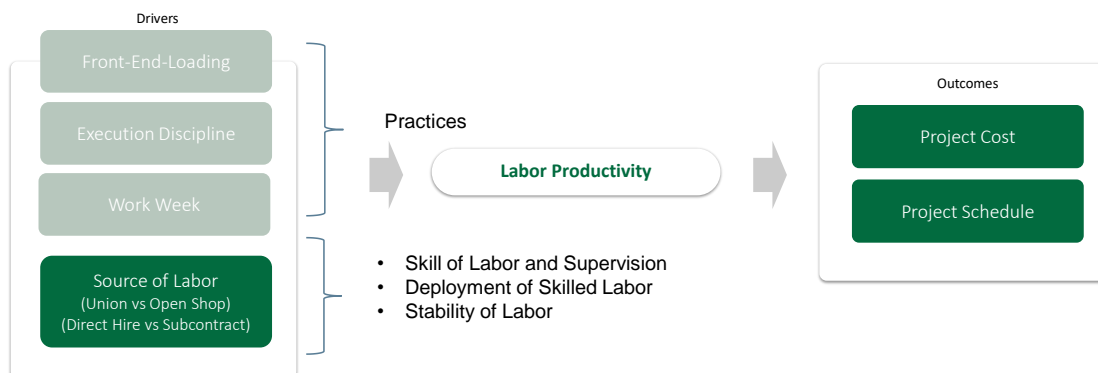 Drivers
Front-End-Loading
Execution Discipline
Work Week
Source of Labor
(Union vs Open Shop)
(Direct Hire vs Subcontract)
Practices
Labor Productivity
• Skill of Labor and Supervision
• Deployment of Skilled Labor
• Stability of Labor
Outcomes
Project Cost
Project Schedule